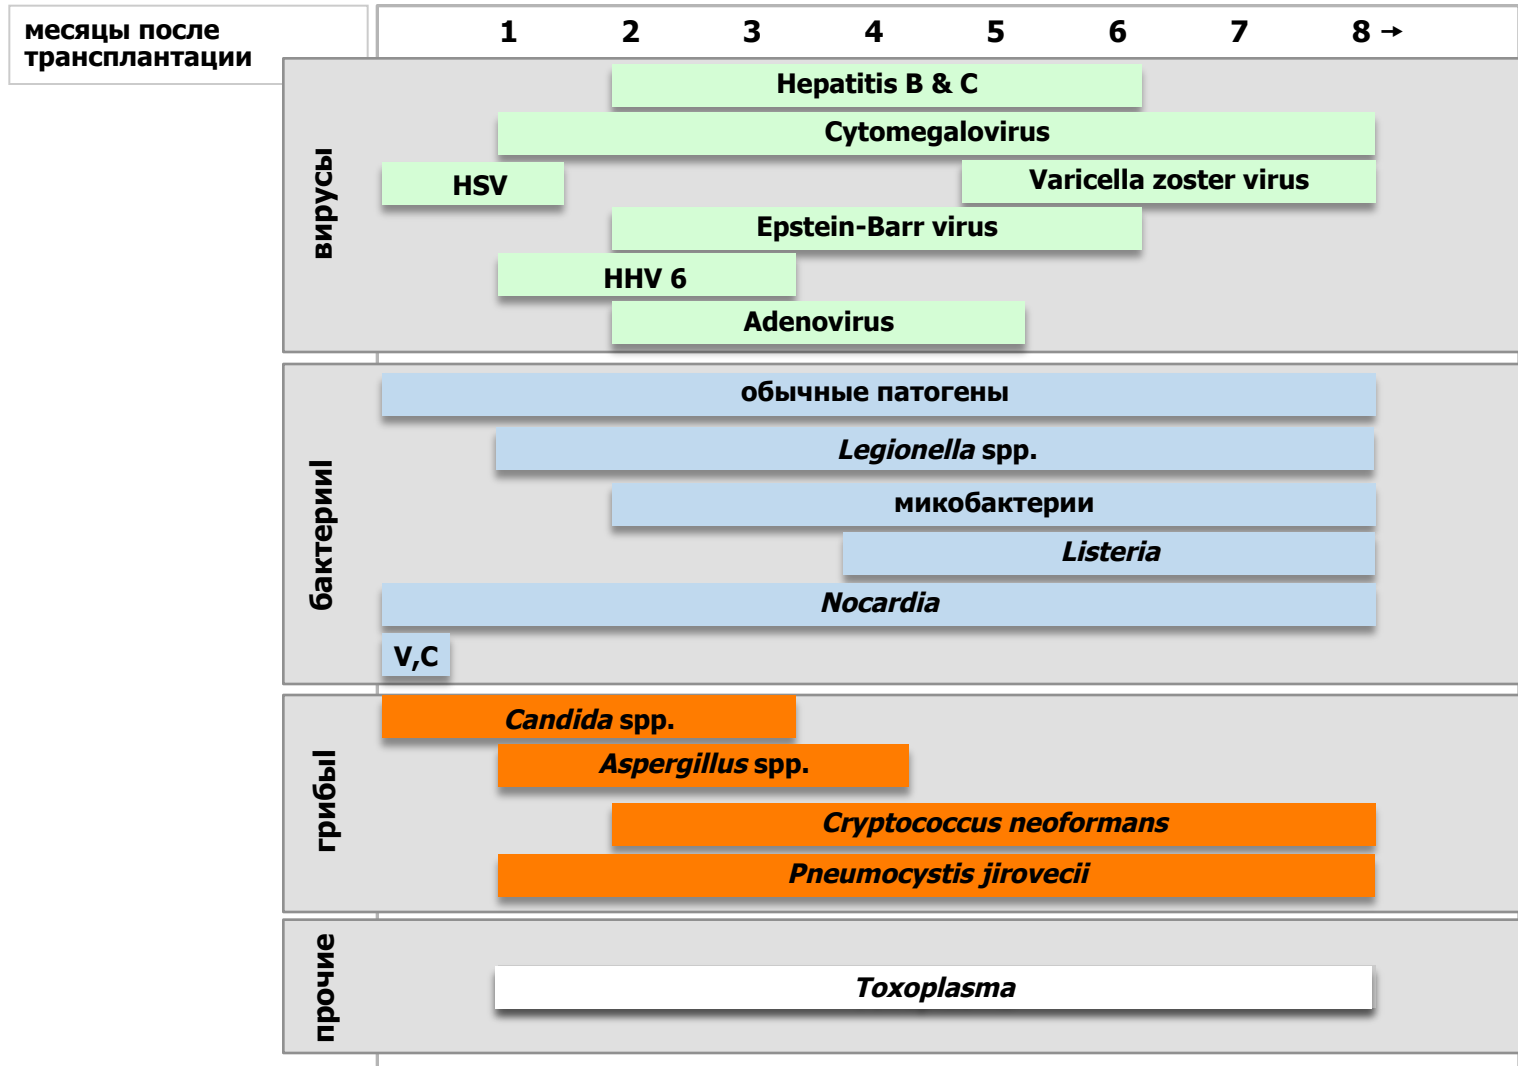 месяцы после
трансплантации
1 2 3 4 5 6 7 8 →
вирусы
Hepatitis B & C
Cytomegalovirus
HSV
Varicella zoster virus
Epstein-Barr virus
HHV 6
Adenovirus
бактерииl
обычные патогены
Legionella spp.
микобактерии
Listeria
Nocardia
V,C
грибыl
Candida spp.
Aspergillus spp.
Cryptococcus neoformans
Pneumocystis jirovecii
прочие
Toxoplasma